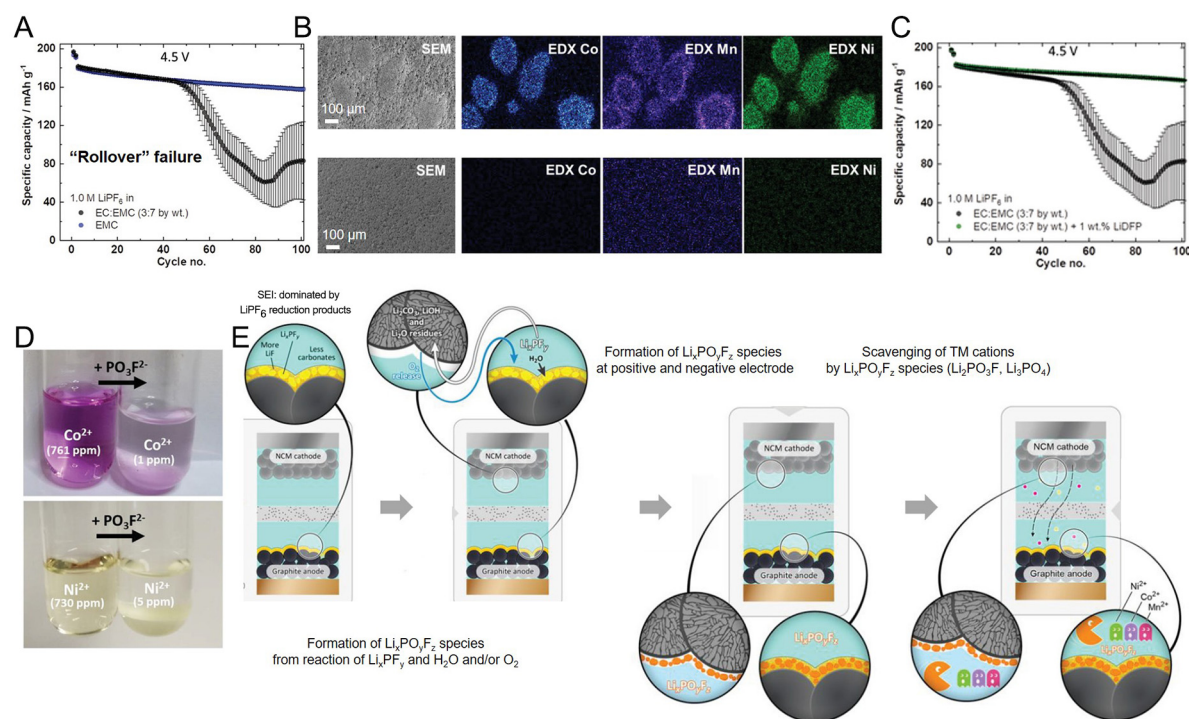 A
Specific capacity / mAh g⁻¹
200
160
120
80
40
0
4.5 V
"Rollover" failure
1.0 M LiPF₆ in
EC:EMC (3:7 by wt.)
EMC
0 20 40 60 80 100
Cycle no.
B
SEM
EDX Co
EDX Mn
EDX Ni
100 µm
SEM
EDX Co
EDX Mn
EDX Ni
100 µm
C
Specific capacity / mAh g⁻¹
200
160
120
80
40
0
4.5 V
1.0 M LiPF₆ in
EC:EMC (3:7 by wt.)
EC:EMC (3:7 by wt.) + 1 wt.% LiDFP
0 20 40 60 80 100
Cycle no.
D
+ PO₃F²⁻
Co²⁺
(761 ppm)
Co²⁺
(1 ppm)
+ PO₃F²⁻
Ni²⁺
(730 ppm)
Ni²⁺
(5 ppm)
E
SEI: dominated by
LiPF₆ reduction products
LiₓPFᵧ
More
LiF
Less
carbonates
Li₂CO₃, LiOH
and
Li₂O residues
O₂
release
LiₓPFᵧ
H₂O
NCM cathode
Graphite anode
NCM cathode
Graphite anode
Formation of LiₓPOᵧF_z species
from reaction of LiₓPFᵧ and H₂O and/or O₂
Formation of LiₓPOᵧF_z species
at positive and negative electrode
NCM cathode
Graphite anode
LiₓPOᵧF_z
LiₓPOᵧF_z
Scavenging of TM cations
by LiₓPOᵧF_z species (Li₂PO₃F, Li₃PO₄)
NCM cathode
Graphite anode
Ni²⁺
Co²⁺
Mn²⁺
LiₓPOᵧF_z